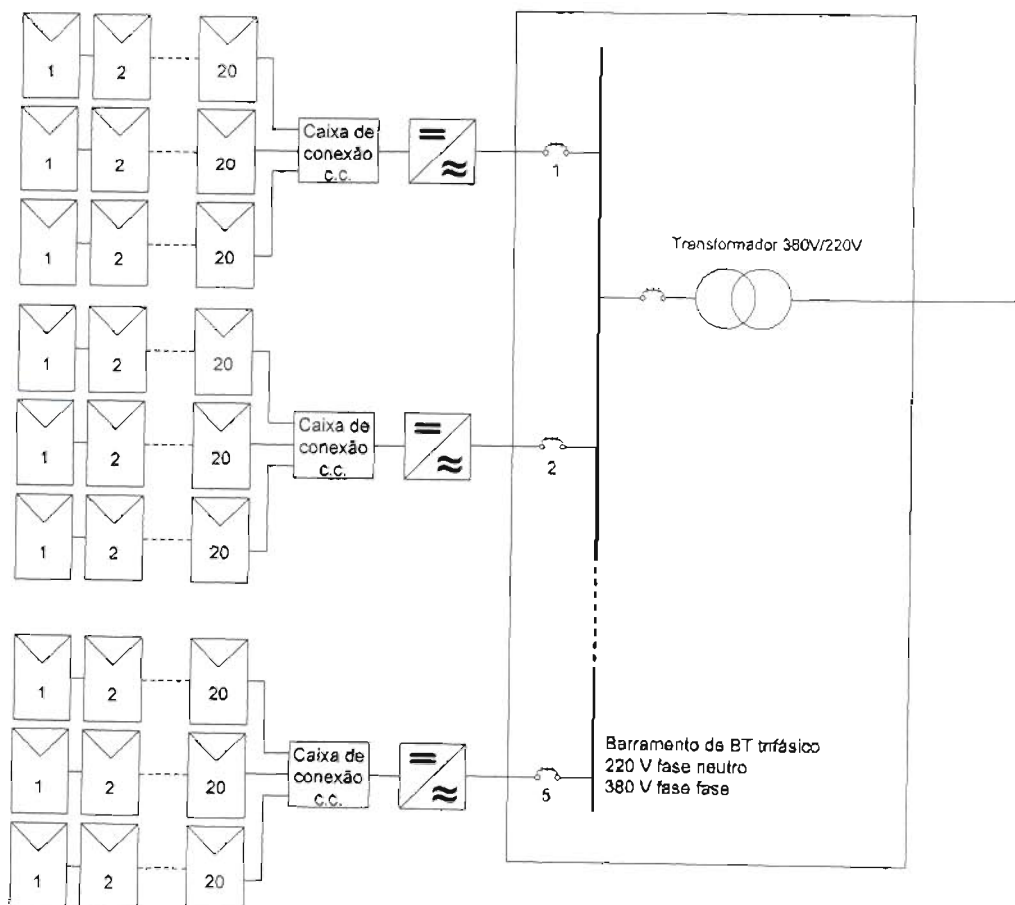 1 2 20
1 2 20
1 2 20
Caixa de
conexão
c.c.
1
Transformador 380V/220V
1 2 20
1 2 20
1 2 20
Caixa de
conexão
c.c.
2
1 2 20
1 2 20
1 2 20
Caixa de
conexão
c.c.
5
Barramento de BT trifásico
220 V fase neutro
380 V fase fase